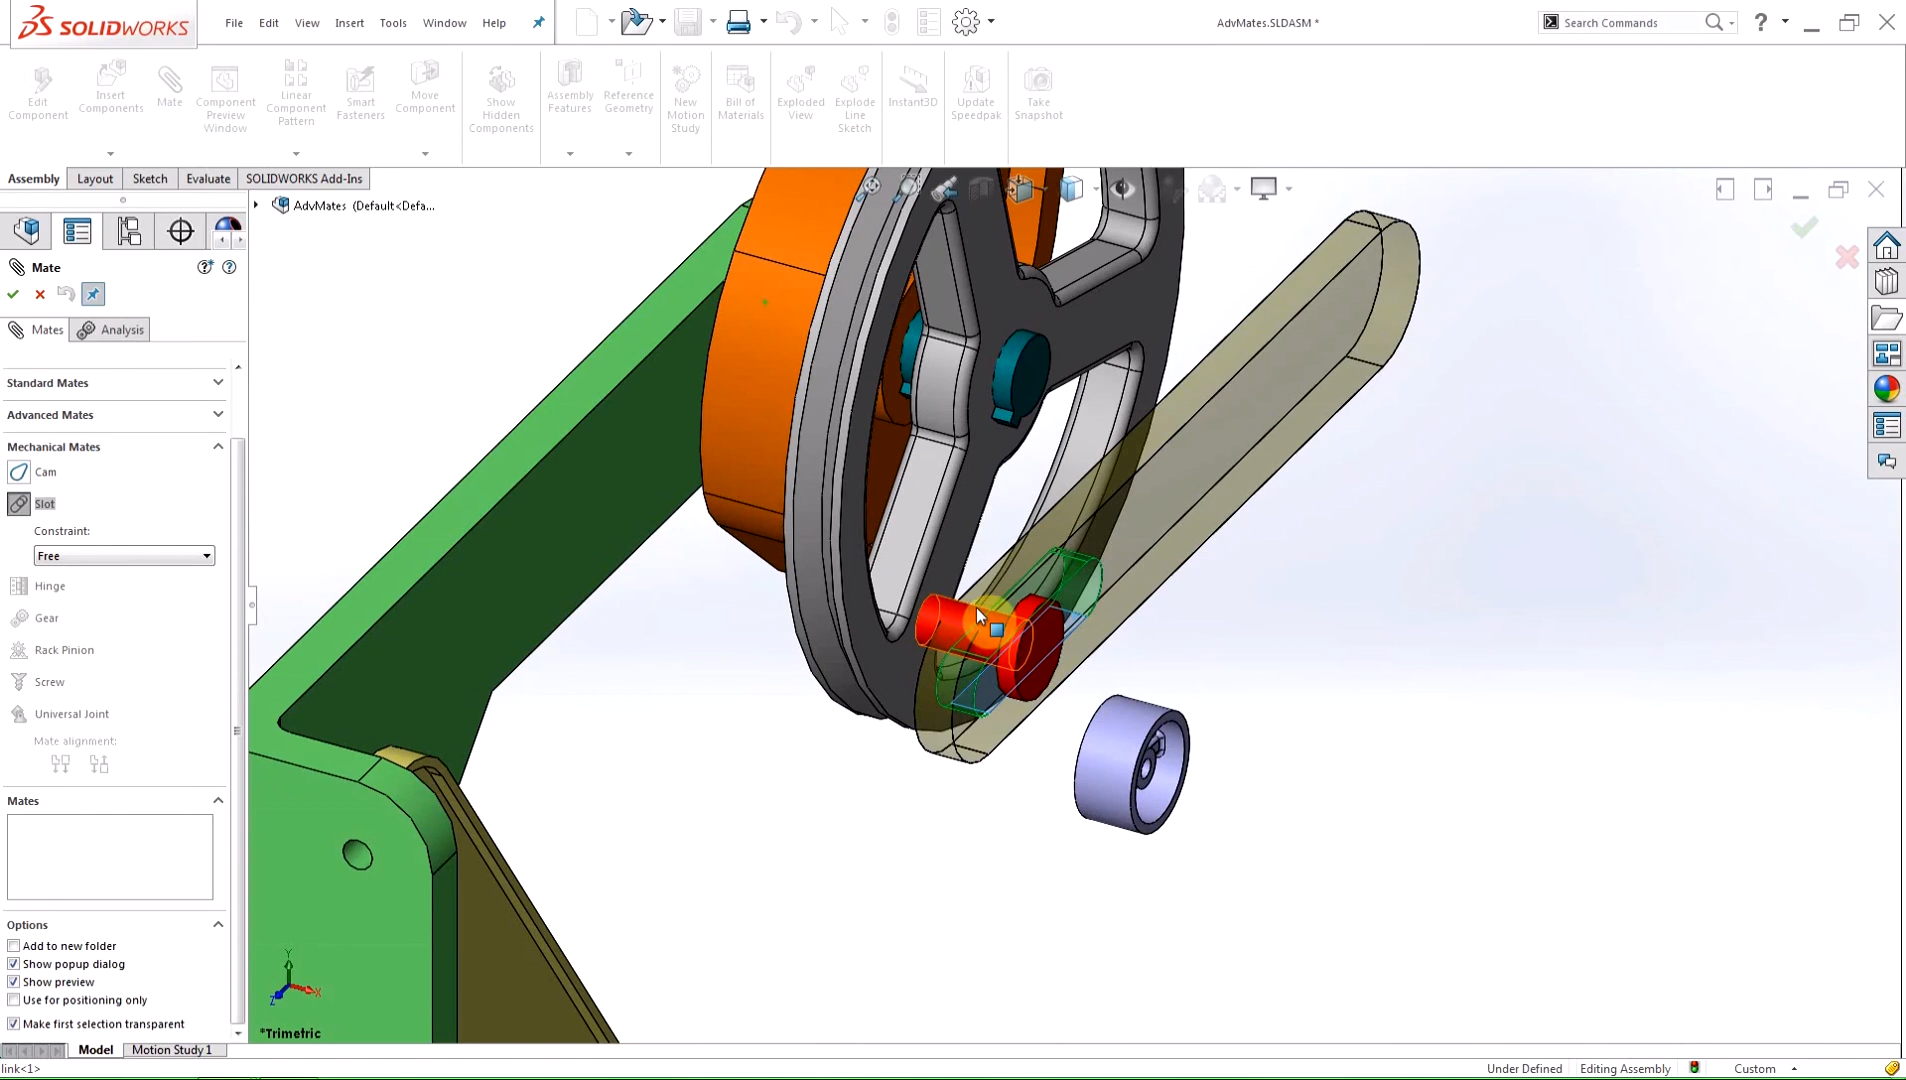 SOLIDWORKS
File Edit View Insert Tools Window Help
AdvMates.SLDASM *
Search Commands
?
Edit Component
Insert Components
Mate
Component Preview Window
Linear Component Pattern
Smart Fasteners
Move Component
Show Hidden Components
Assembly Features
Reference Geometry
New Motion Study
Bill of Materials
Exploded View
Explode Line Sketch
Instant3D
Update Speedpak
Take Snapshot
Assembly Layout Sketch Evaluate SOLIDWORKS Add-Ins
AdvMates (Default<Defa...
Mate
Mates Analysis
Standard Mates
Advanced Mates
Mechanical Mates
Cam
Slot
Constraint:
Free
Hinge
Gear
Rack Pinion
Screw
Universal Joint
Mate alignment:
Mates
Options
Add to new folder
Show popup dialog
Show preview
Use for positioning only
Make first selection transparent
Y
X
Z
*Trimetric
Model Motion Study 1
link<1>
Under Defined Editing Assembly Custom